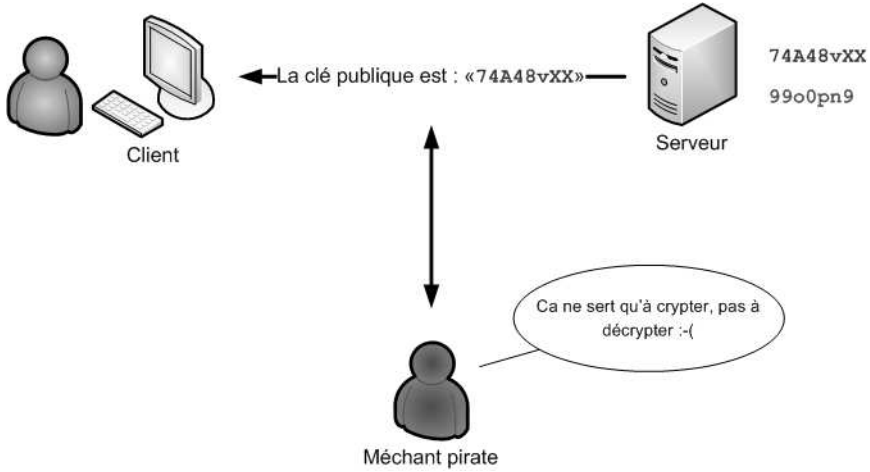 La clé publique est : «74A48vXX»
74A48vXX
99o0pn9
Client
Serveur
Ca ne sert qu'à crypter, pas à
décrypter :-(
Méchant pirate